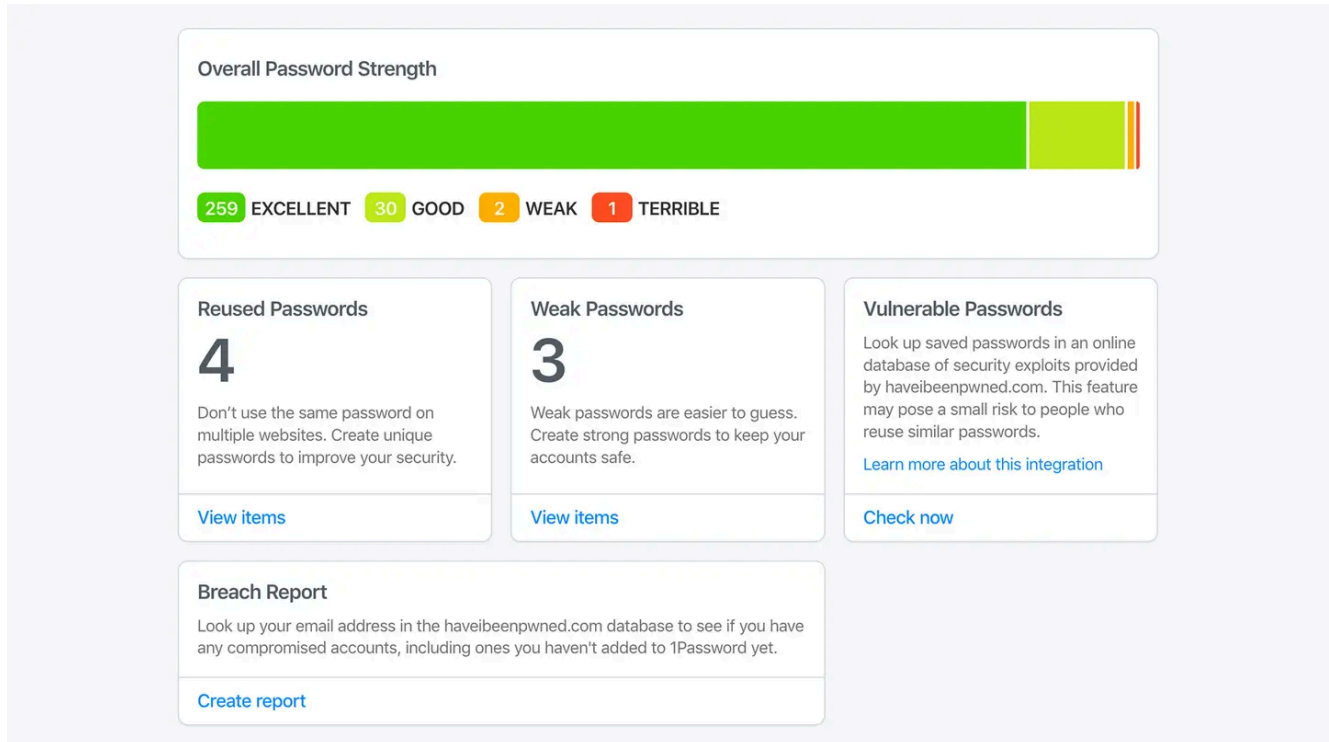 Overall Password Strength
259 EXCELLENT 30 GOOD 2 WEAK 1 TERRIBLE
Reused Passwords
4
Don’t use the same password on
multiple websites. Create unique
passwords to improve your security.
View items
Weak Passwords
3
Weak passwords are easier to guess.
Create strong passwords to keep your
accounts safe.
View items
Vulnerable Passwords
Look up saved passwords in an online
database of security exploits provided
by haveibeenpwned.com. This feature
may pose a small risk to people who
reuse similar passwords.
Learn more about this integration
Check now
Breach Report
Look up your email address in the haveibeenpwned.com database to see if you have
any compromised accounts, including ones you haven't added to 1Password yet.
Create report